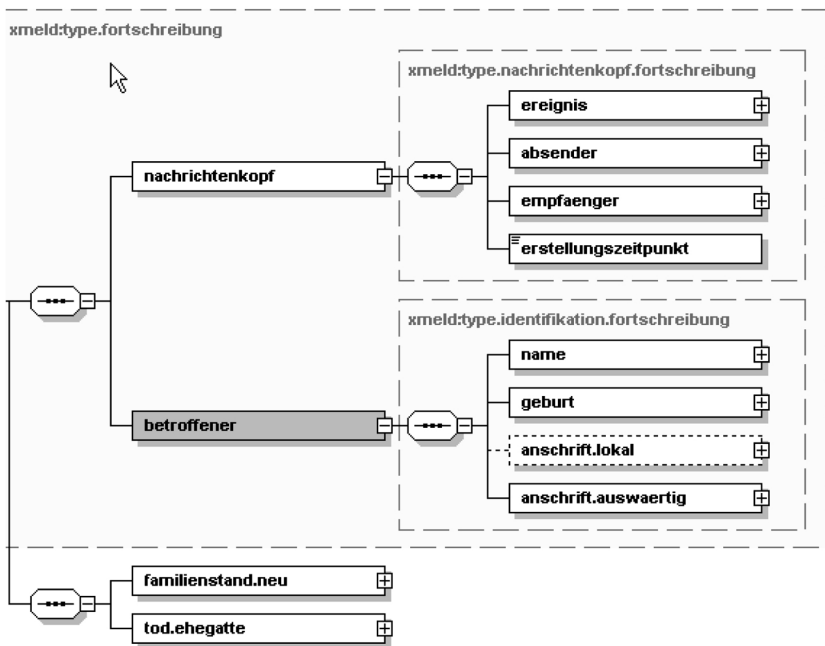 xmeld:type.fortschreibung
xmeld:type.nachrichtenkopf.fortschreibung
ereignis
absender
nachrichtenkopf
empfaenger
erstellungszeitpunkt
xmeld:type.identifikation.fortschreibung
name
geburt
betroffener
anschrift.lokal
anschrift.auswaertig
familienstand.neu
tod.ehegatte